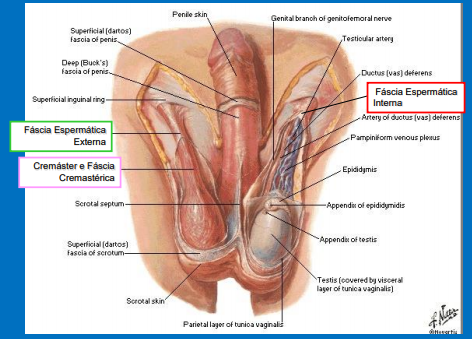 Penile skin
Superficial (dartos)
fascia of penis
Deep (Buck's)
fascia of penis
Superficial inguinal ring
Fáscia Espermática
Externa
Cremáster e Fáscia
Cremastérica
Scrotal septum
Superficial (dartos)
fascia of scrotum
Scrotal skin
Parietal layer of tunica vaginalis
Genital branch of genitofemoral nerve
Testicular artery
Ductus (vas) deferens
Fáscia Espermática
Interna
Artery of ductus (vas) deferens
Pampiniform venous plexus
Epididymis
Appendix of epididymidis
Appendix of testis
Testis (covered by visceral
layer of tunica vaginalis)